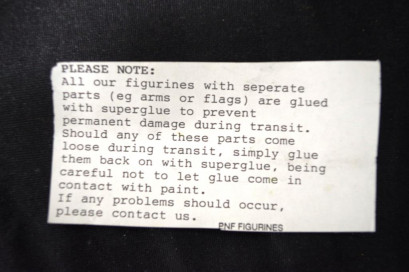 PLEASE NOTE:
All our figurines with seperate
parts (eg arms or flags) are glued
with superglue to prevent
permanent damage during transit.
Should any of these parts come
loose during transit, simply glue
them back on with superglue, being
careful not to let glue come in
contact with paint.
If any problems should occur,
please contact us.
PNF FIGURINES